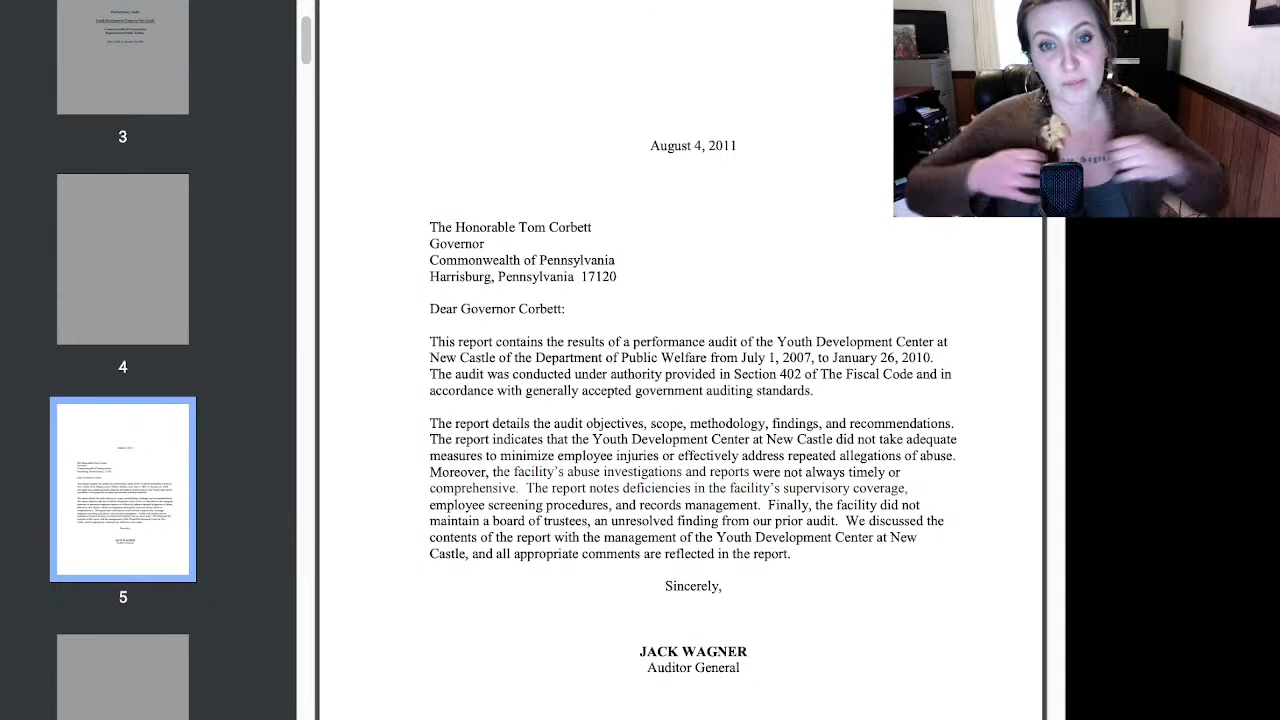 3
4
5
August 4, 2011
The Honorable Tom Corbett
Governor
Commonwealth of Pennsylvania
Harrisburg, Pennsylvania 17120
Dear Governor Corbett:
This report contains the results of a performance audit of the Youth Development Center at
New Castle of the Department of Public Welfare from July 1, 2007, to January 26, 2010.
The audit was conducted under authority provided in Section 402 of The Fiscal Code and in
accordance with generally accepted government auditing standards.
The report details the audit objectives, scope, methodology, findings, and recommendations.
The report indicates that the Youth Development Center at New Castle did not take adequate
measures to minimize employee injuries or effectively address repeated allegations of abuse.
Moreover, the facility's abuse investigations and reports were not always timely or
comprehensive. The report notes deficiencies in the facility's supervisory coverage,
employee screening procedures, and records management. Finally, the facility did not
maintain a board of trustees, an unresolved finding from our prior audit. We discussed the
contents of the report with the management of the Youth Development Center at New
Castle, and all appropriate comments are reflected in the report.
Sincerely,
JACK WAGNER
Auditor General